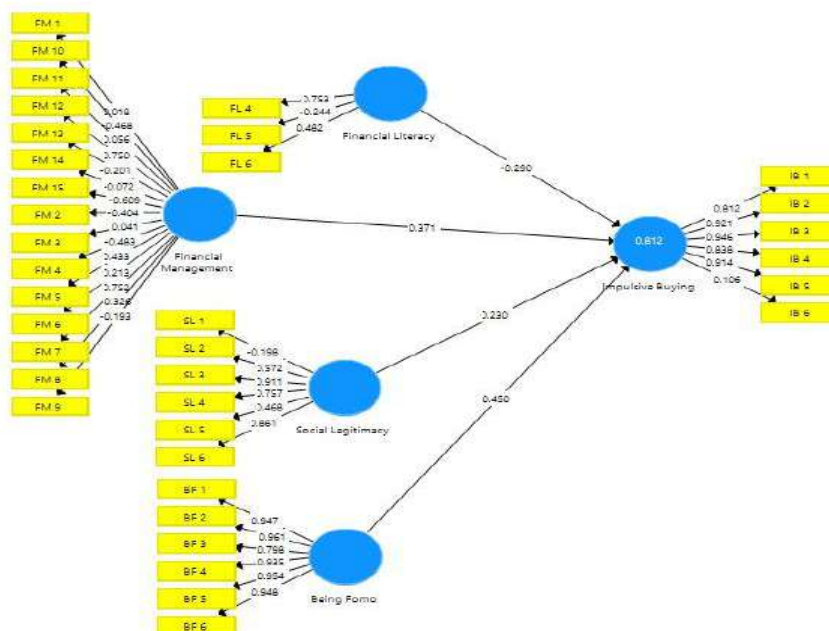 FM 1
FM 10
FM 11
FM 12
FM 13
FM 14
FM 15
FM 2
FM 3
FM 4
FM 5
FM 6
FM 7
FM 8
FM 9
0.018
-0.468
0.056
0.750
-0.201
-0.072
-0.609
-0.404
0.041
-0.483
0.433
0.213
0.752
0.326
-0.193
Financial
Management
FL 4
FL 5
FL 6
0.753
-0.244
0.482
Financial Literacy
-0.290
0.371
0.230
0.450
SL 1
SL 2
SL 3
SL 4
SL 5
SL 6
-0.198
0.572
0.911
0.757
0.468
0.861
Social Legitimacy
BF 1
BF 2
BF 3
BF 4
BF 5
BF 6
0.947
0.961
0.798
0.935
0.954
0.948
Being Fomo
0.812
Impulsive Buying
0.812
0.921
0.946
0.838
0.914
0.106
IB 1
IB 2
IB 3
IB 4
IB 5
IB 6